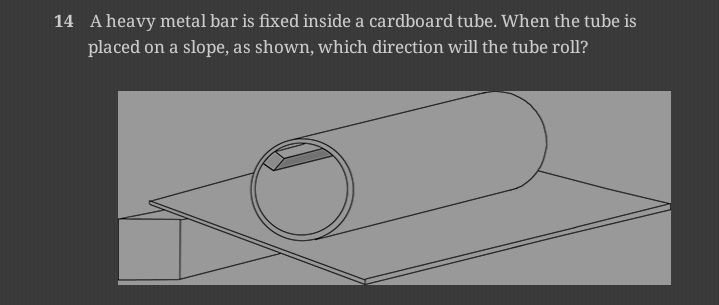 14 A heavy metal bar is fixed inside a cardboard tube. When the tube is
placed on a slope, as shown, which direction will the tube roll?